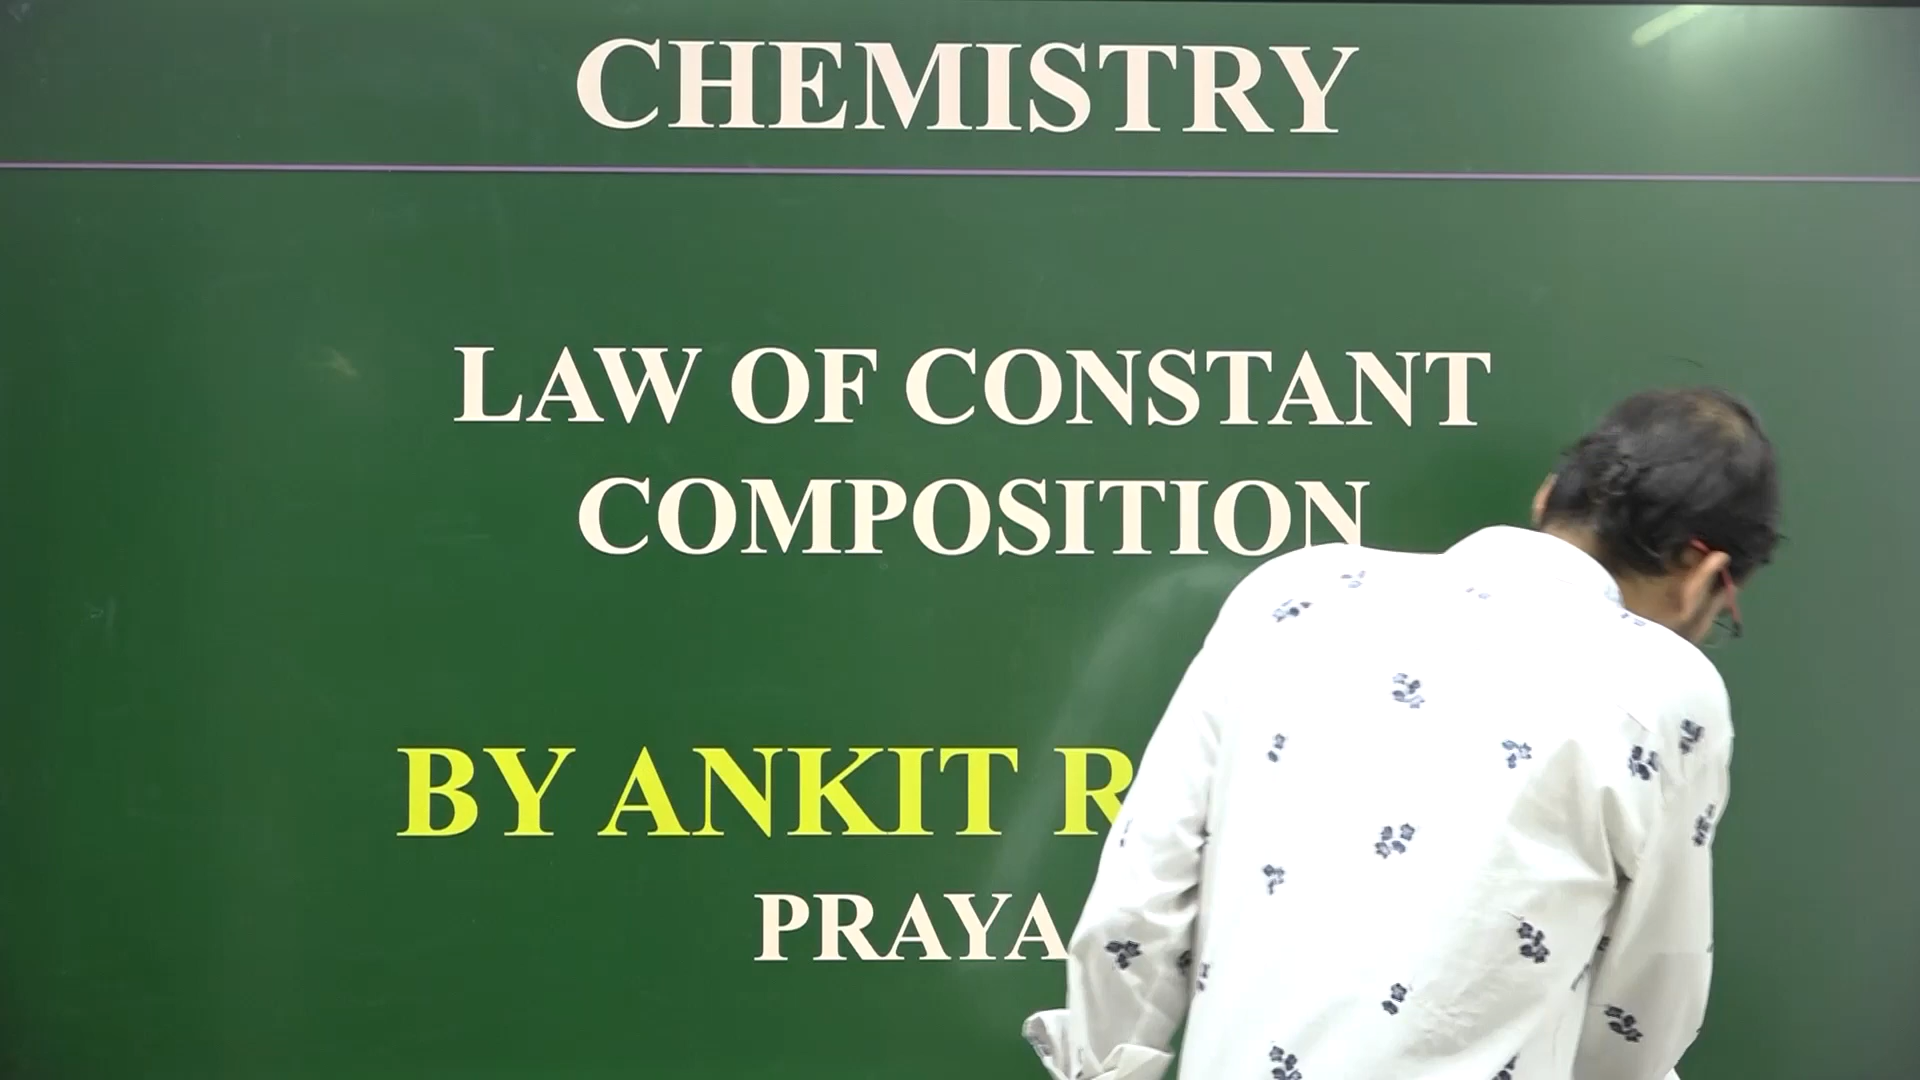 CHEMISTRY
LAW OF CONSTANT
COMPOSITION
BY ANKIT